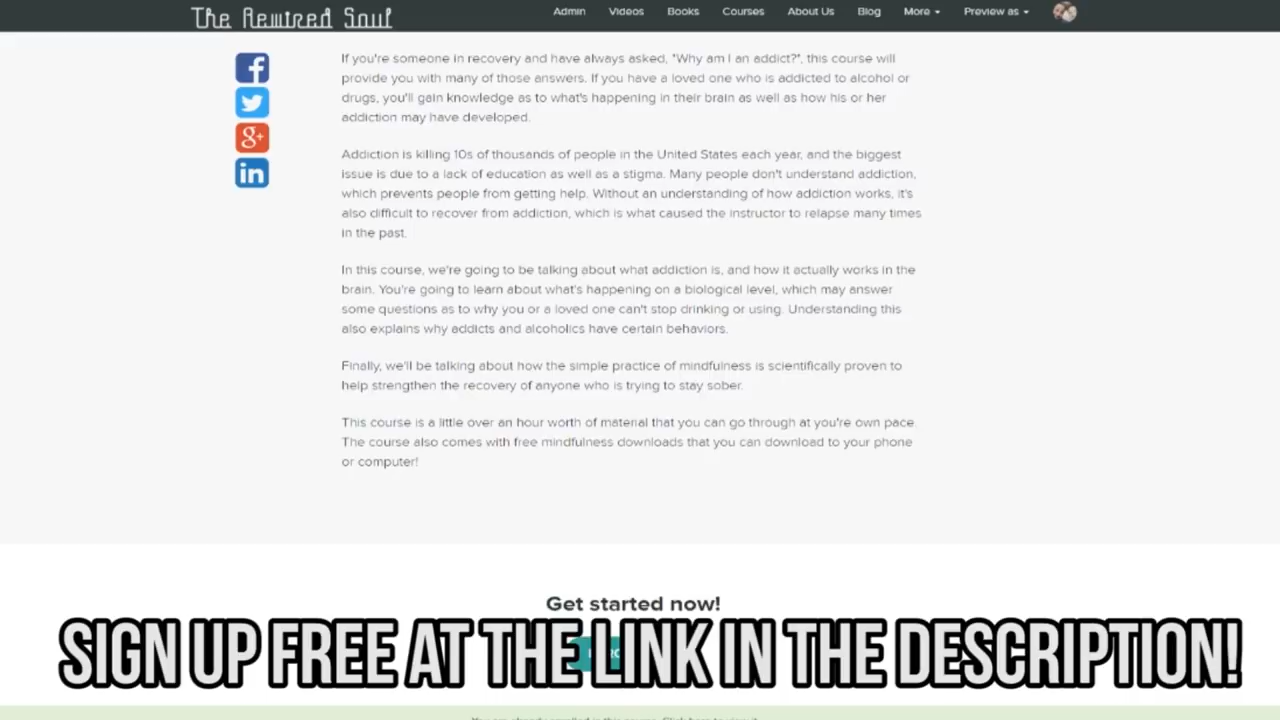 The Rewired Soul
Admin Videos Books Courses About Us Blog More Preview as
If you're someone in recovery and have always asked, "Why am I an addict?", this course will
provide you with many of those answers. If you have a loved one who is addicted to alcohol or
drugs, you'll gain knowledge as to what's happening in their brain as well as how his or her
addiction may have developed.
Addiction is killing 10s of thousands of people in the United States each year, and the biggest
issue is due to a lack of education as well as a stigma. Many people don't understand addiction,
which prevents people from getting help. Without an understanding of how addiction works, it's
also difficult to recover from addiction, which is what caused the instructor to relapse many times
in the past.
In this course, we're going to be talking about what addiction is, and how it actually works in the
brain. You're going to learn about what's happening on a biological level, which may answer
some questions as to why you or a loved one can't stop drinking or using. Understanding this
also explains why addicts and alcoholics have certain behaviors.
Finally, we'll be talking about how the simple practice of mindfulness is scientifically proven to
help strengthen the recovery of anyone who is trying to stay sober.
This course is a little over an hour worth of material that you can go through at you're own pace.
The course also comes with free mindfulness downloads that you can download to your phone
or computer!
Get started now!
SIGN UP FREE AT THE LINK IN THE DESCRIPTION!
You are already enrolled in this course. Click here to view it